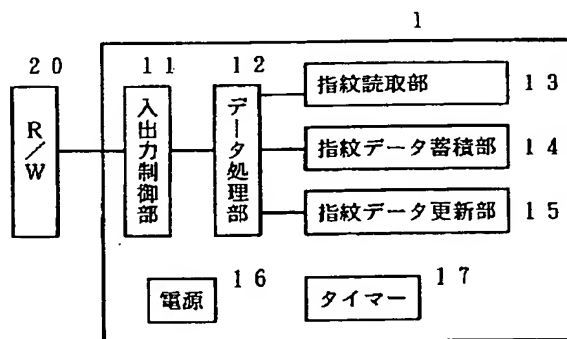 1
20
11
12
R/W
入出力制御部
データ処理部
指紋読取部
13
指紋データ蓄積部
14
指紋データ更新部
15
電源
16
タイマー
17